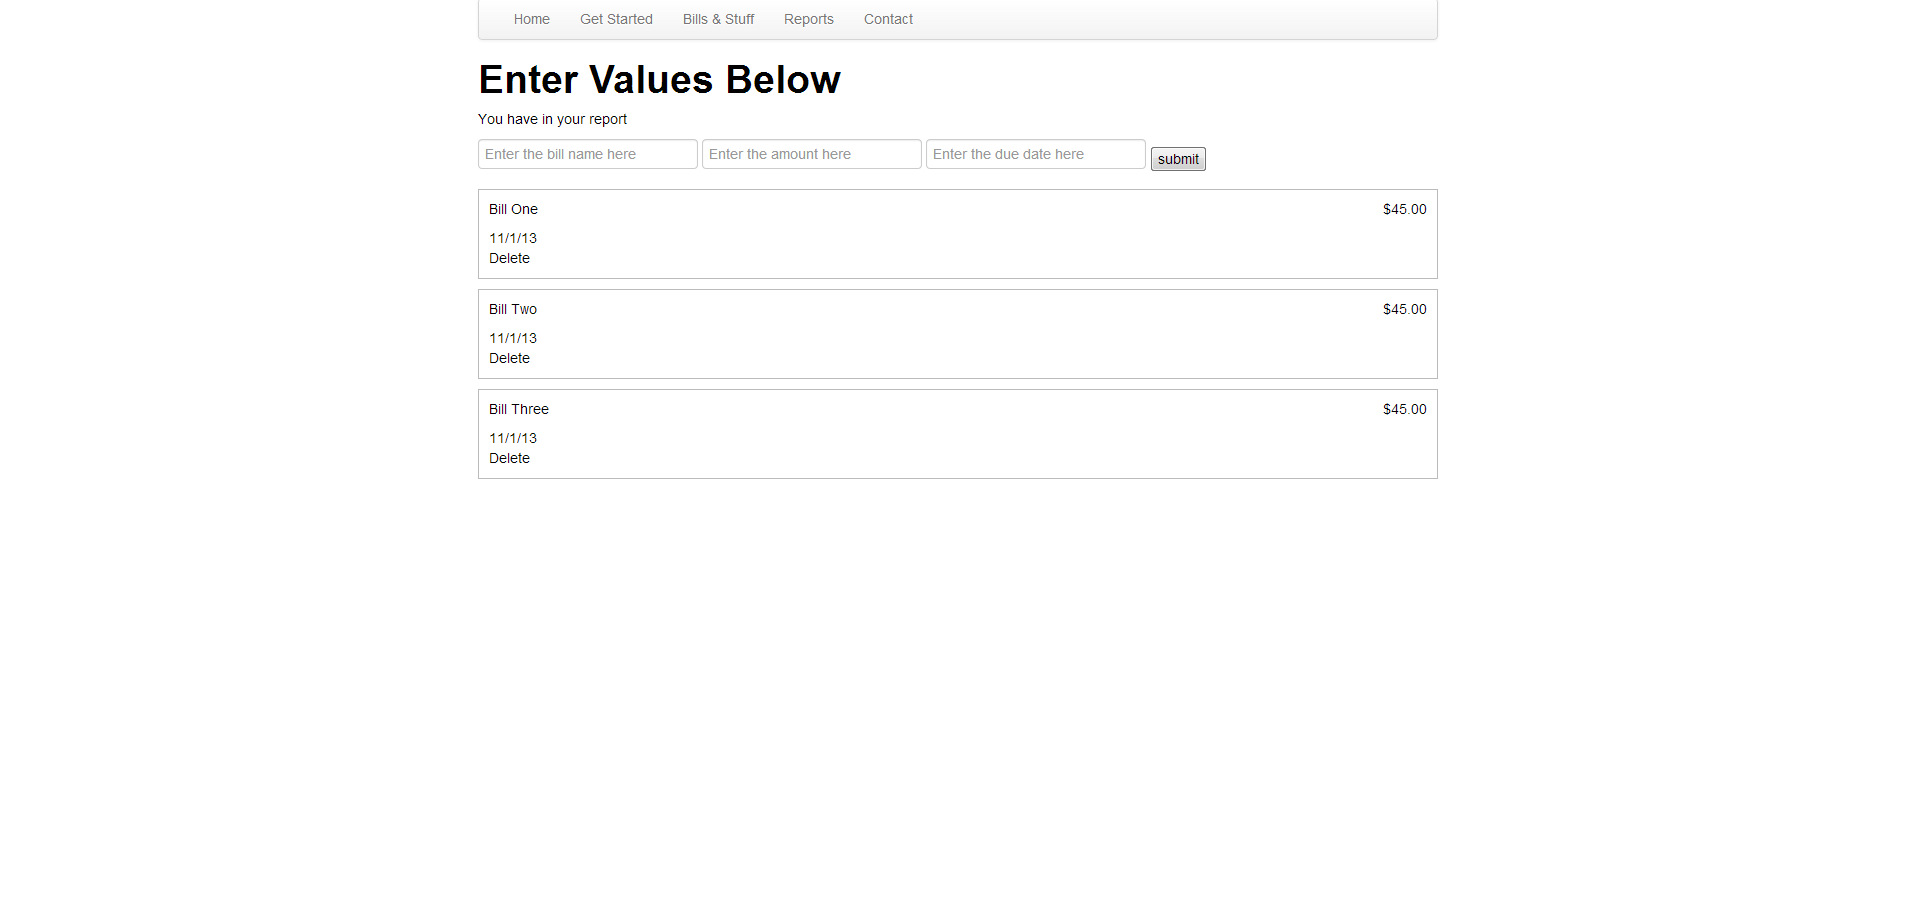 Home Get Started Bills & Stuff Reports Contact
Enter Values Below
You have in your report
Enter the bill name here Enter the amount here Enter the due date here submit
Bill One $45.00
11/1/13
Delete
Bill Two $45.00
11/1/13
Delete
Bill Three $45.00
11/1/13
Delete